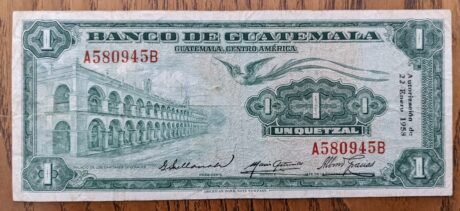 BANCO DE GUATEMALA
GUATEMALA, CENTRO AMÉRICA
1
1
A580945B
Autorización de
22 Enero 1958
1
UN QUETZAL
A580945B
1
1